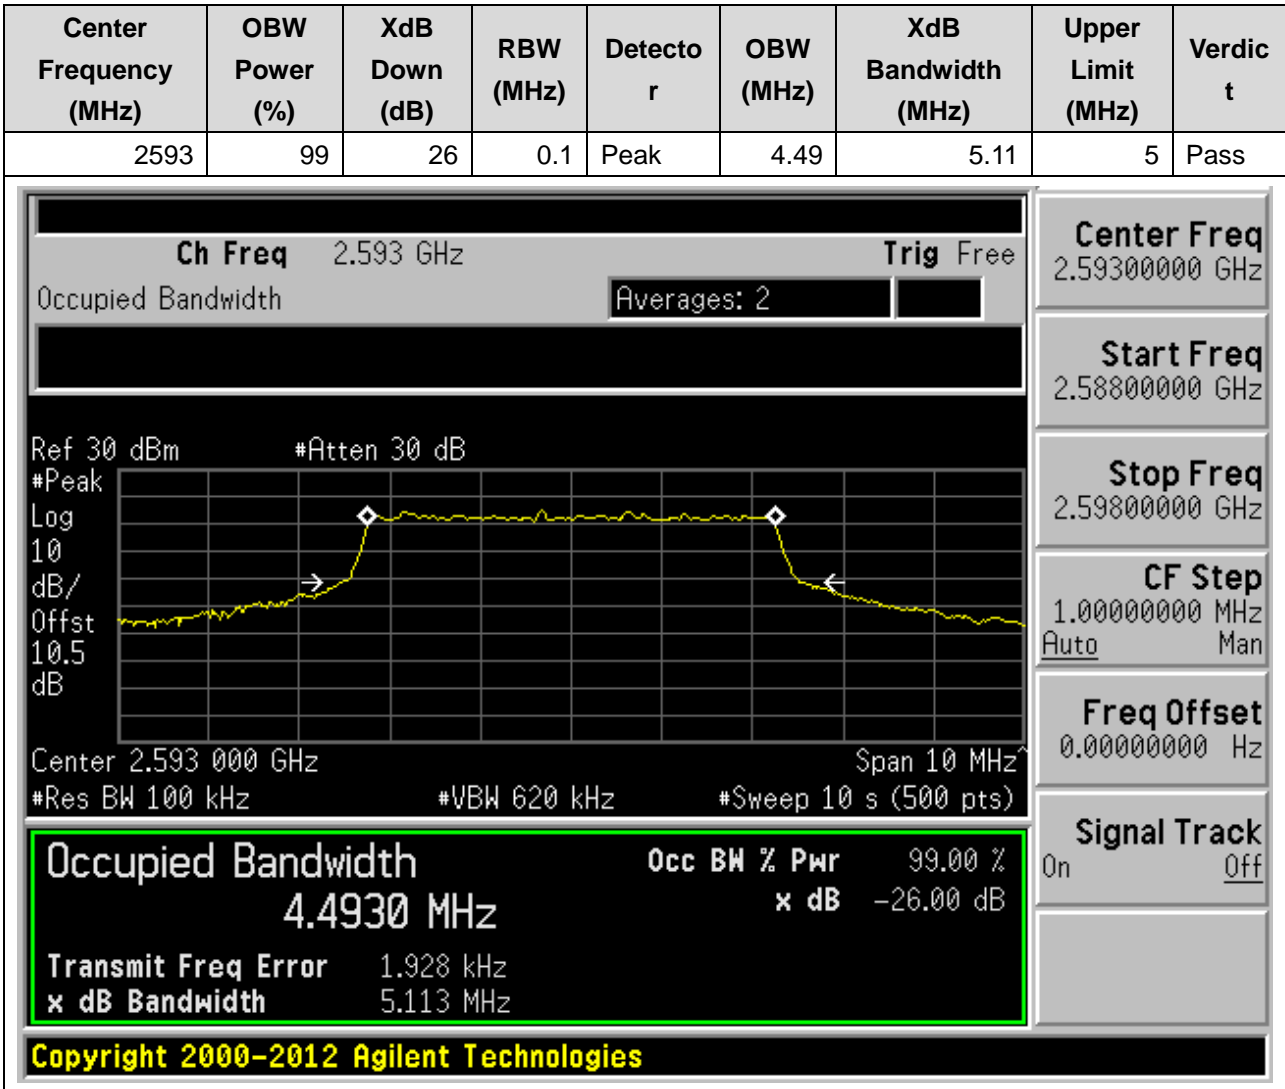 Center Frequency (MHz) OBW Power (%) XdB Down (dB) RBW (MHz) Detecto r OBW (MHz) XdB Bandwidth (MHz) Upper Limit (MHz) Verdic t
2593 99 26 0.1 Peak 4.49 5.11 5 Pass
Ch Freq 2.593 GHz Trig Free
Occupied Bandwidth Averages: 2
Ref 30 dBm #Atten 30 dB
#Peak
Log
10
dB/
Offst
10.5
dB
Center 2.593 000 GHz Span 10 MHz^
#Res BW 100 kHz #VBW 620 kHz #Sweep 10 s (500 pts)
Occupied Bandwidth Occ BW % Pwr 99.00 %
4.4930 MHz x dB -26.00 dB
Transmit Freq Error 1.928 kHz
x dB Bandwidth 5.113 MHz
Copyright 2000-2012 Agilent Technologies
Center Freq
2.59300000 GHz
Start Freq
2.58800000 GHz
Stop Freq
2.59800000 GHz
CF Step
1.00000000 MHz
Auto Man
Freq Offset
0.00000000 Hz
Signal Track
On Off